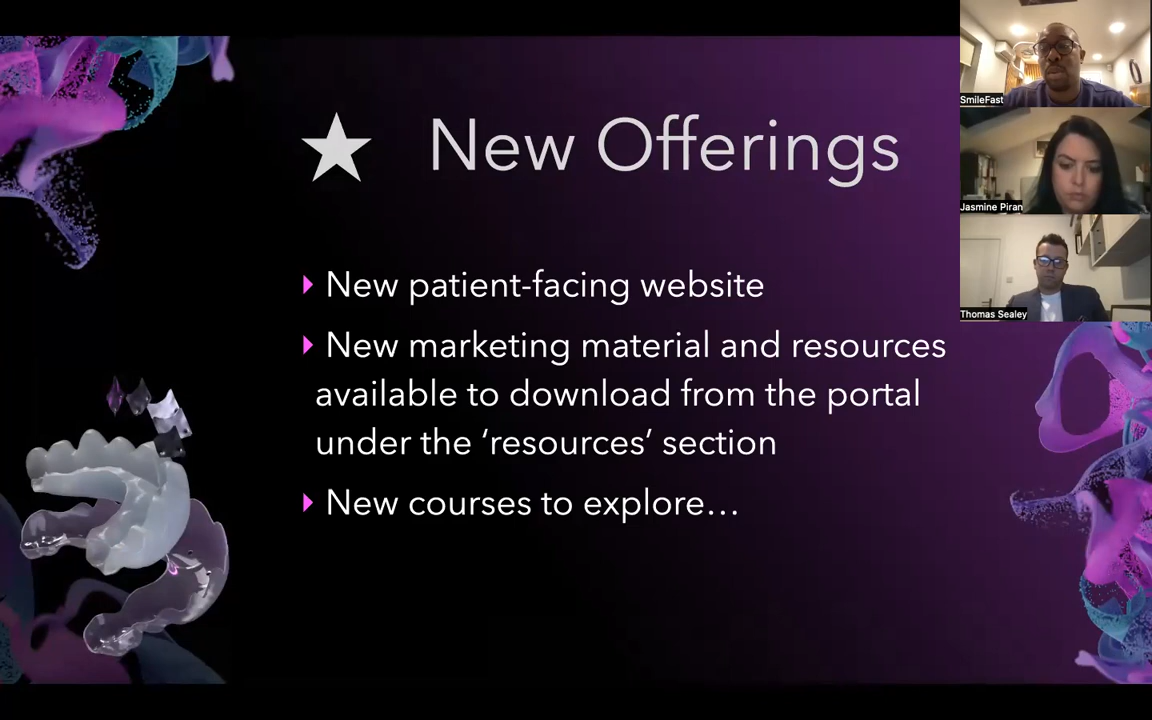 New Offerings
New patient-facing website
New marketing material and resources
available to download from the portal
under the ‘resources’ section
New courses to explore…
SmileFast
Jasmine Piran
Thomas Sealey